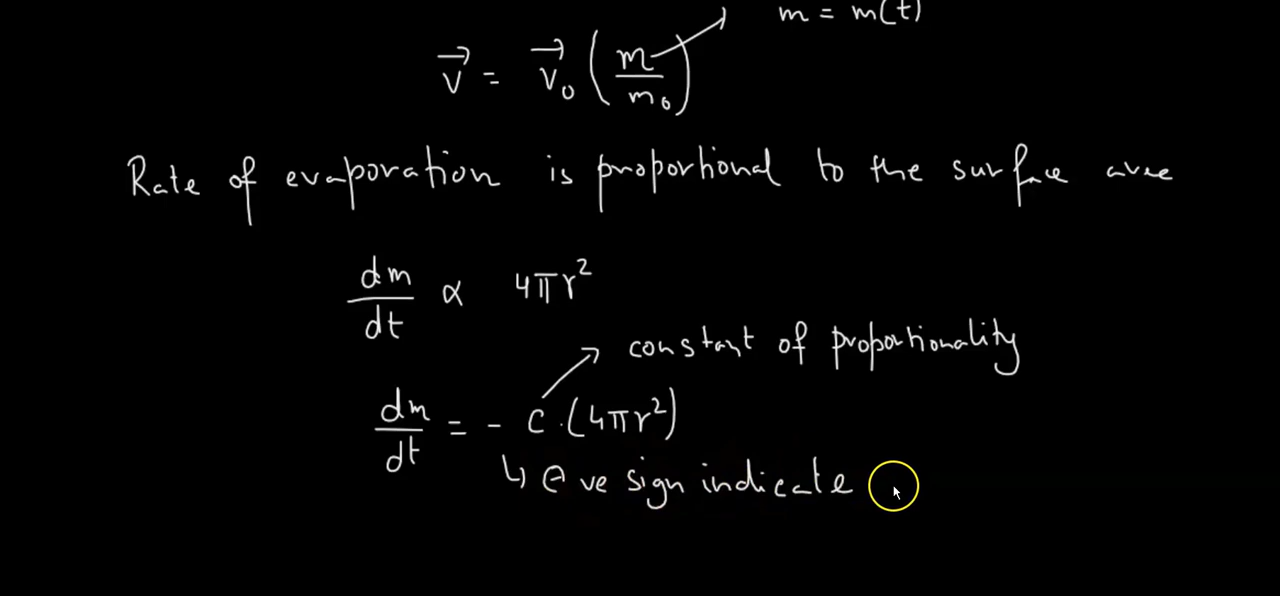 m = m(t)
v⃗ = v⃗₀ (m/m₀)
Rate of evaporation is proportional to the surface area
dm/dt ∝ 4πr²
constant of proportionality
dm/dt = - c.(4πr²)
↳ ⊖ ve sign indicate